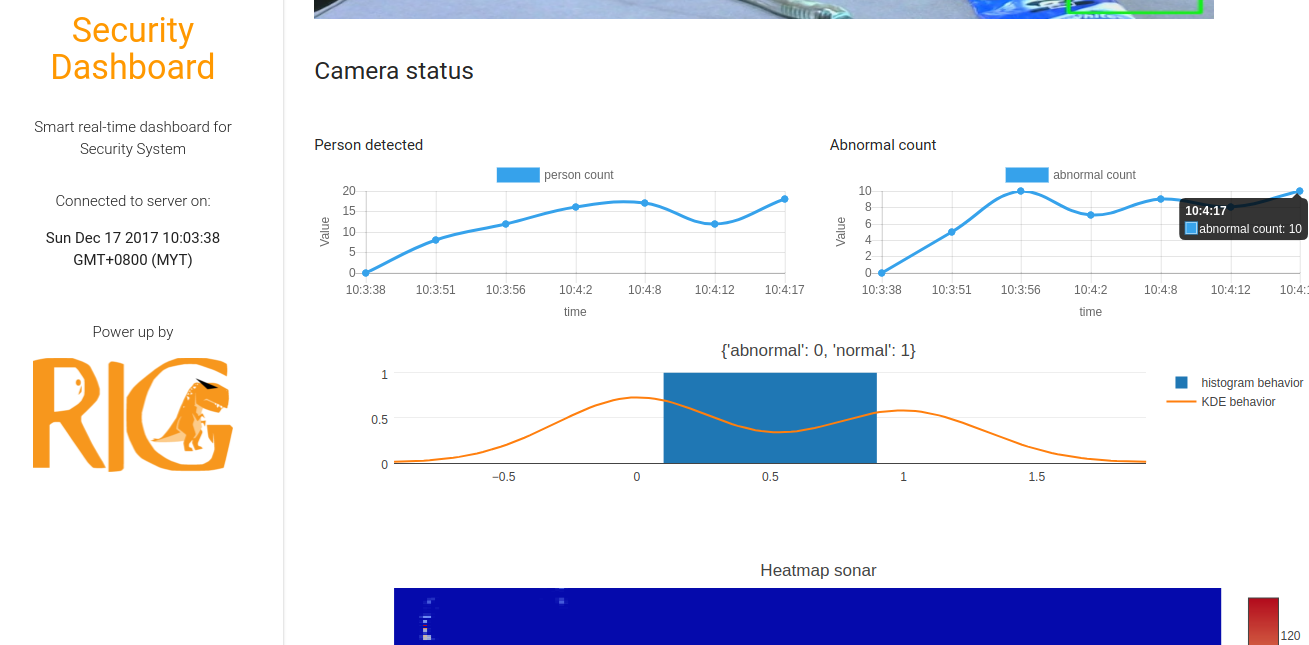 Security
Dashboard
Smart real-time dashboard for
Security System
Connected to server on:
Sun Dec 17 2017 10:03:38
GMT+0800 (MYT)
Power up by
RIG
Camera status
Person detected
person count
20
15
10
5
0
Value
10:3:38 10:3:51 10:3:56 10:4:2 10:4:8 10:4:12 10:4:17
time
Abnormal count
abnormal count
10
8
6
4
2
0
Value
10:4:17
abnormal count: 10
10:3:38 10:3:51 10:3:56 10:4:2 10:4:8 10:4:12
time
{'abnormal': 0, 'normal': 1}
1
0.5
0
−0.5 0 0.5 1 1.5
histogram behavior
KDE behavior
Heatmap sonar
120